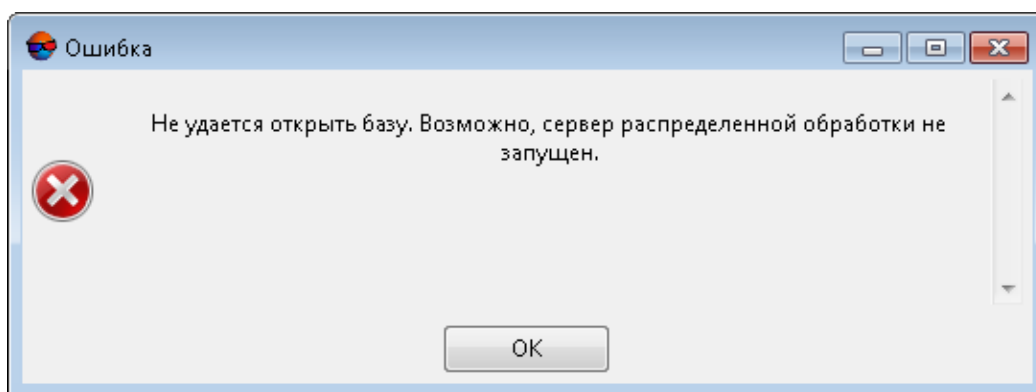 Ошибка
Не удается открыть базу. Возможно, сервер распределенной обработки не
запущен.
OK